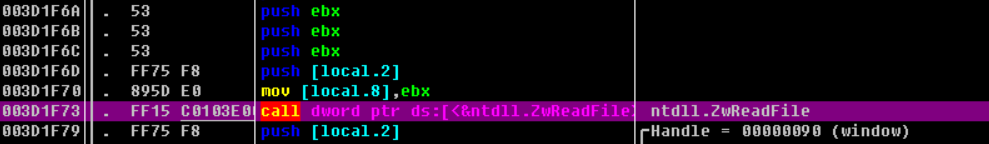 003D1F6A . 53 push ebx
003D1F6B . 53 push ebx
003D1F6C . 53 push ebx
003D1F6D . FF75 F8 push [local.2]
003D1F70 . 895D E0 mov [local.8],ebx
003D1F73 . FF15 C0103E0 call dword ptr ds:[<&ntdll.ZwReadFile> ntdll.ZwReadFile
003D1F79 . FF75 F8 push [local.2] ┌Handle = 00000090 (window)